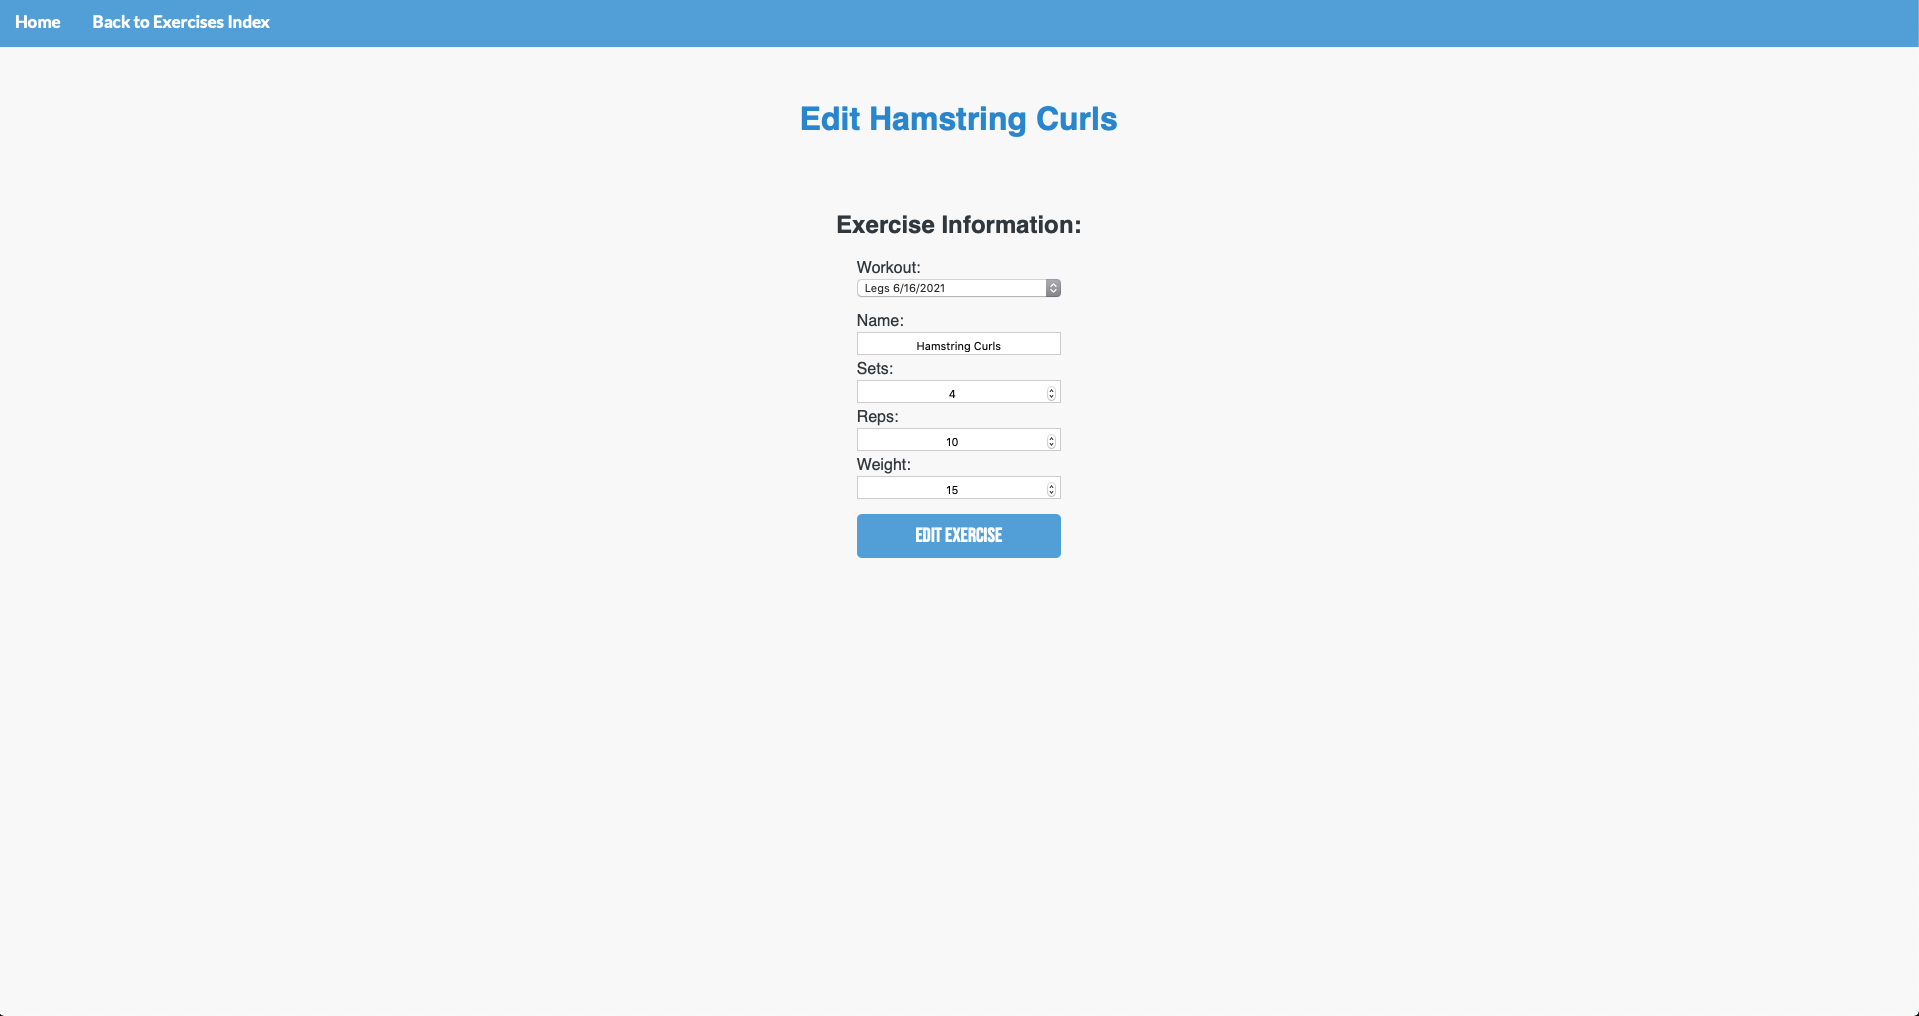 Home Back to Exercises Index
Edit Hamstring Curls
Exercise Information:
Workout:
Legs 6/16/2021
Name:
Hamstring Curls
Sets:
4
Reps:
10
Weight:
15
EDIT EXERCISE